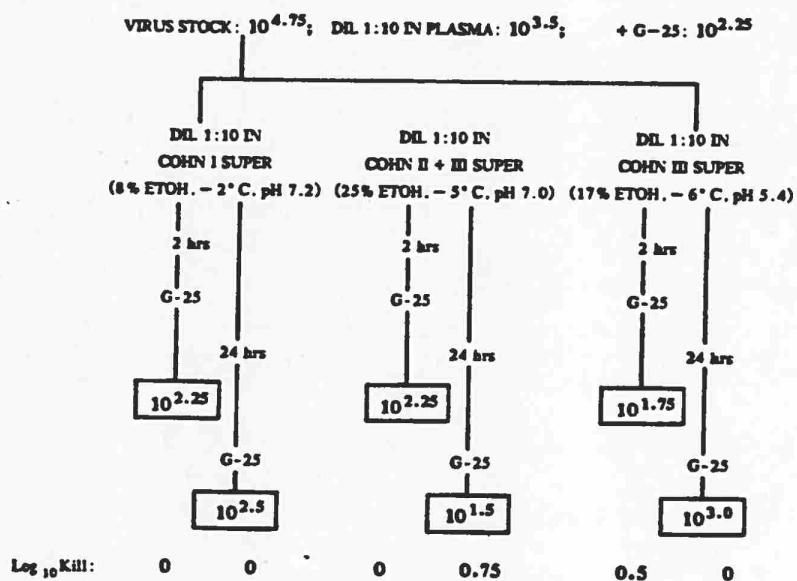 VIRUS STOCK: 10^4.75; DIL 1:10 IN PLASMA: 10^3.5; + G-25: 10^2.25
DIL 1:10 IN
COHN I SUPER
(8% ETOH. – 2° C. pH 7.2)
DIL 1:10 IN
COHN II + III SUPER
(25% ETOH. – 5° C. pH 7.0)
DIL 1:10 IN
COHN III SUPER
(17% ETOH. – 6° C. pH 5.4)
2 hrs
2 hrs
2 hrs
G-25
G-25
G-25
24 hrs
24 hrs
24 hrs
10^2.25
10^2.25
10^1.75
G-25
G-25
G-25
10^2.5
10^1.5
10^3.0
Log 10 Kill: 0 0 0 0.75 0.5 0